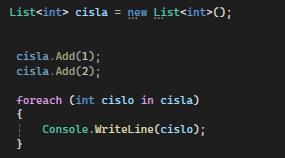 List<int> cisla = new List<int>();
cisla.Add(1);
cisla.Add(2);
foreach (int cislo in cisla)
{
Console.WriteLine(cislo);
}